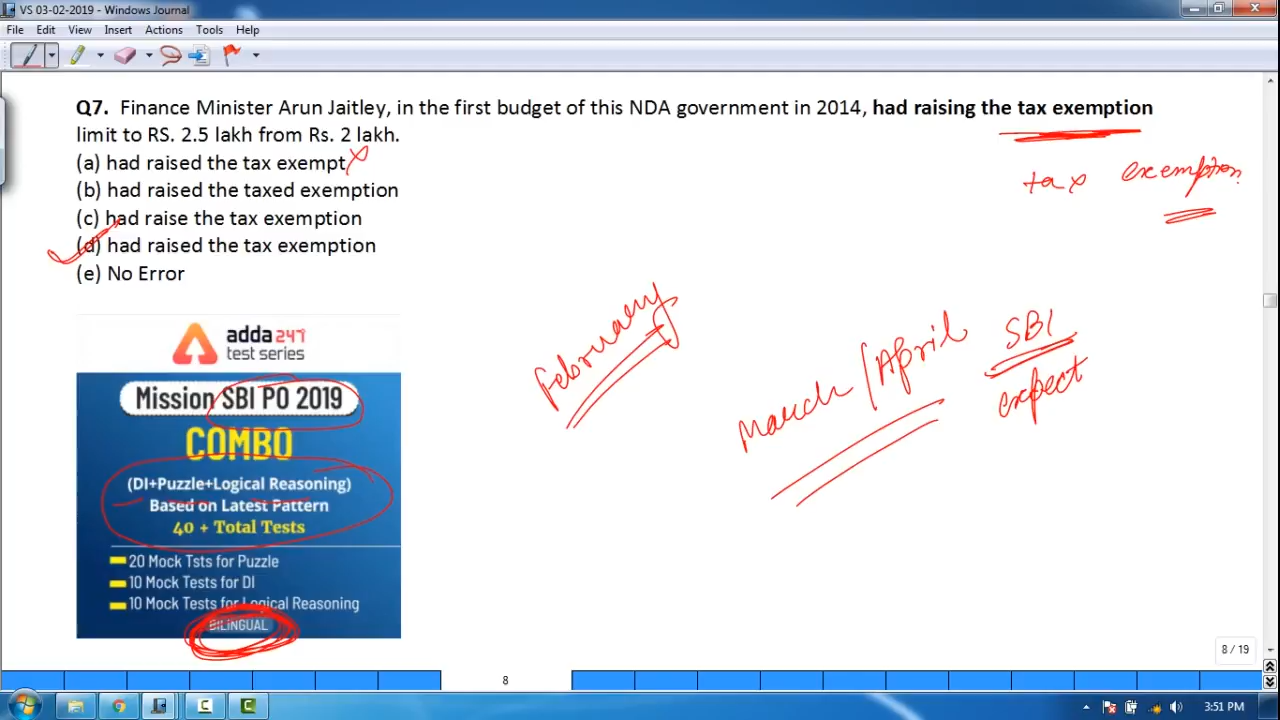 VS 03-02-2019 - Windows Journal
File Edit View Insert Actions Tools Help
Q7. Finance Minister Arun Jaitley, in the first budget of this NDA government in 2014, had raising the tax exemption
limit to RS. 2.5 lakh from Rs. 2 lakh.
(a) had raised the tax exempt
(b) had raised the taxed exemption
(c) had raise the tax exemption
(d) had raised the tax exemption
(e) No Error
tax exemption
February
March / April
SBI
expect
adda 247
test series
Mission SBI PO 2019
COMBO
(DI+Puzzle+Logical Reasoning)
Based on Latest Pattern
40 + Total Tests
20 Mock Tsts for Puzzle
10 Mock Tests for DI
10 Mock Tests for Logical Reasoning
BILINGUAL
8 / 19
8
3:51 PM